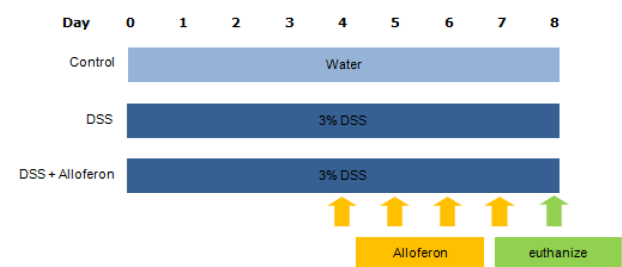 Day 0 1 2 3 4 5 6 7 8
Control Water
DSS 3% DSS
DSS + Alloferon 3% DSS
Alloferon euthanize